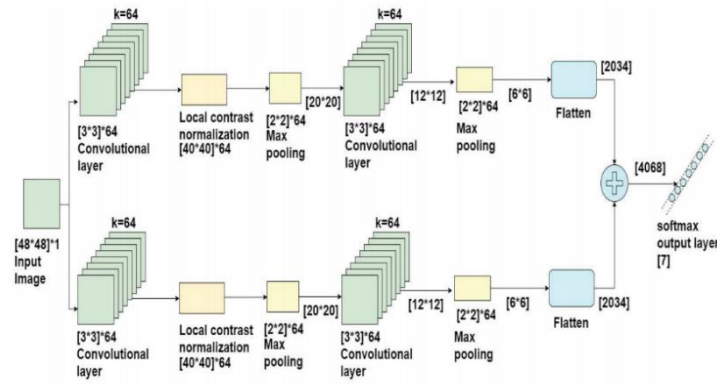 k=64
[3*3]*64
Convolutional
layer
Local contrast
normalization
[40*40]*64
[2*2]*64
Max
pooling
[20*20]
k=64
[3*3]*64
Convolutional
layer
[12*12]
[2*2]*64
Max
pooling
[6*6]
Flatten
[2034]
[48*48]*1
Input
Image
[4068]
softmax
output layer
[7]
k=64
[3*3]*64
Convolutional
layer
Local contrast
normalization
[40*40]*64
[2*2]*64
Max
pooling
[20*20]
k=64
[3*3]*64
Convolutional
layer
[12*12]
[2*2]*64
Max
pooling
[6*6]
Flatten
[2034]